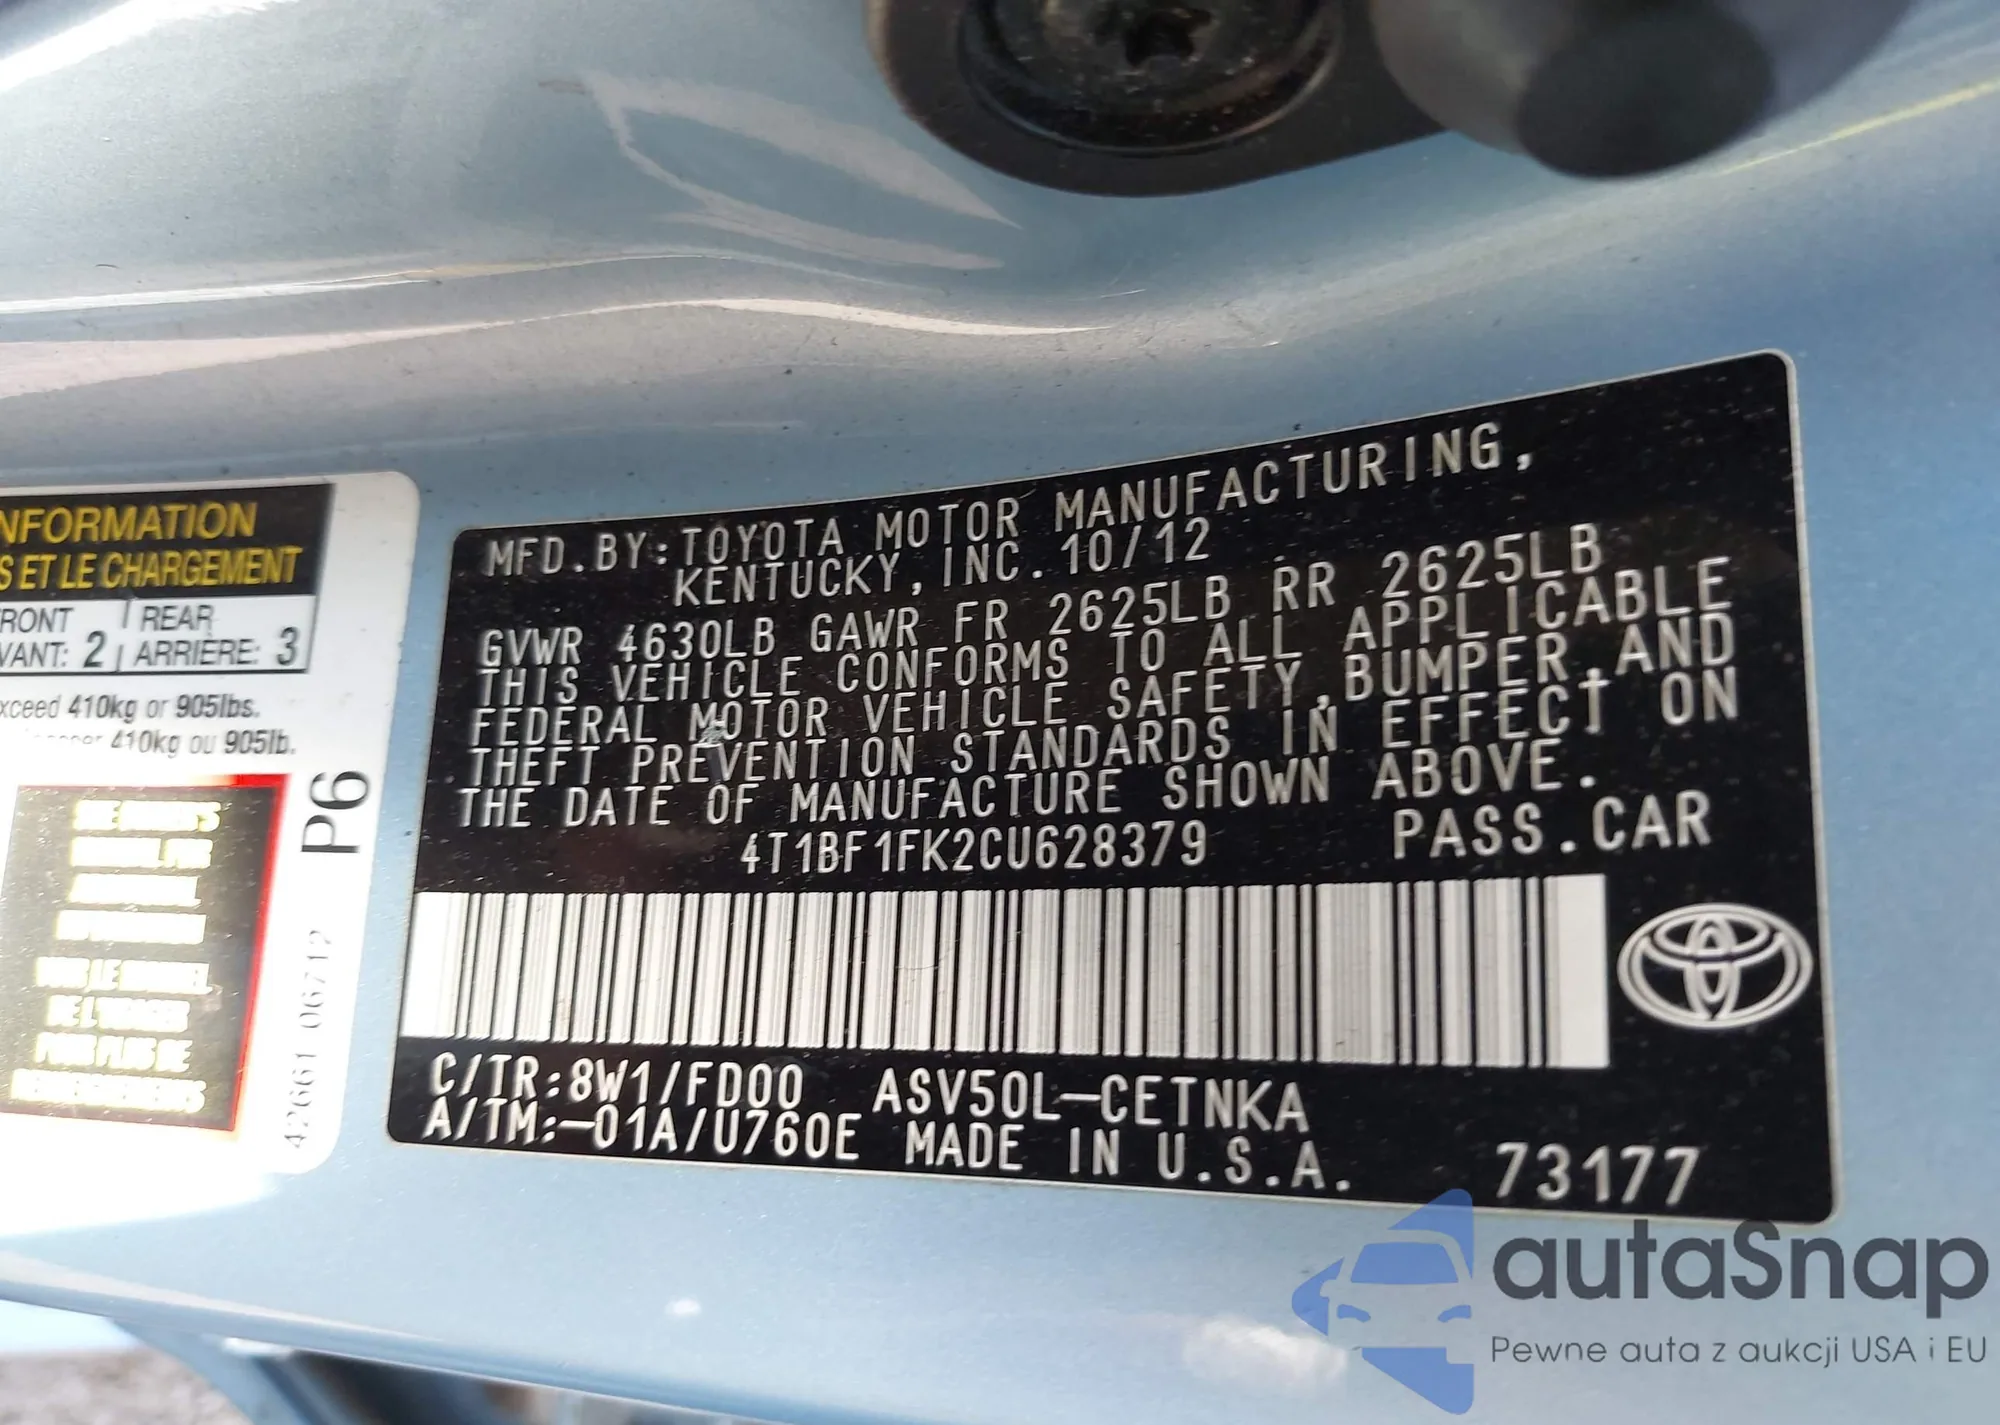 NFORMATION
S ET LE CHARGEMENT
RONT REAR
VANT: 2 ARRIÈRE: 3
xceed 410kg or 905lbs.
410kg ou 905lb.
P6
42661 06712
MFD.BY:TOYOTA MOTOR MANUFACTURING,
KENTUCKY,INC.10/12
GVWR 4630LB GAWR FR 2625LB RR 2625LB
THIS VEHICLE CONFORMS TO ALL APPLICABLE
FEDERAL MOTOR VEHICLE SAFETY,BUMPER,AND
THEFT PREVENTION STANDARDS IN EFFECT ON
THE DATE OF MANUFACTURE SHOWN ABOVE.
4T1BF1FK2CU628379 PASS.CAR
C/TR:8W1/FD00 ASV50L-CETNKA
A/TM:-01A/U760E MADE IN U.S.A. 73177
autaSnap
Pewne auta z aukcji USA i EU